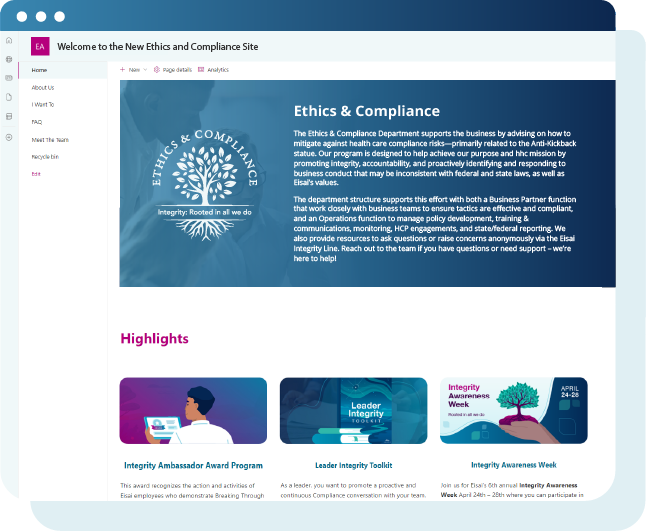 EA
Welcome to the New Ethics and Compliance Site
Home
About Us
I Want To
FAQ
Meet The Team
Recycle bin
Edit
New
Page details
Analytics
ETHICS & COMPLIANCE
Integrity: Rooted in all we do
Ethics & Compliance
The Ethics & Compliance Department supports the business by advising on how to
mitigate against health care compliance risks—primarily related to the Anti-Kickback
statue. Our program is designed to help achieve our purpose and hhc mission by
promoting integrity, accountability, and proactively identifying and responding to
business conduct that may be inconsistent with federal and state laws, as well as
Eisai's values.
The department structure supports this effort with both a Business Partner function
that work closely with business teams to ensure tactics are effective and compliant,
and an Operations function to manage policy development, training &
communications, monitoring, HCP engagements, and state/federal reporting. We
also provide resources to ask questions or raise concerns anonymously via the Eisai
Integrity Line. Reach out to the team if you have questions or need support – we're
here to help!
Highlights
Leader
Integrity
TOOLKIT
Integrity
Awareness
Week
Rooted in all we do
APRIL
24-28
Integrity Ambassador Award Program
This award recognizes the action and activities of
Eisai employees who demonstrate Breaking Through
Leader Integrity Toolkit
As a leader, you want to promote a proactive and
continuous Compliance conversation with your team.
Integrity Awareness Week
Join us for Eisai's 6th annual Integrity Awareness
Week April 24th – 28th where you can participate in